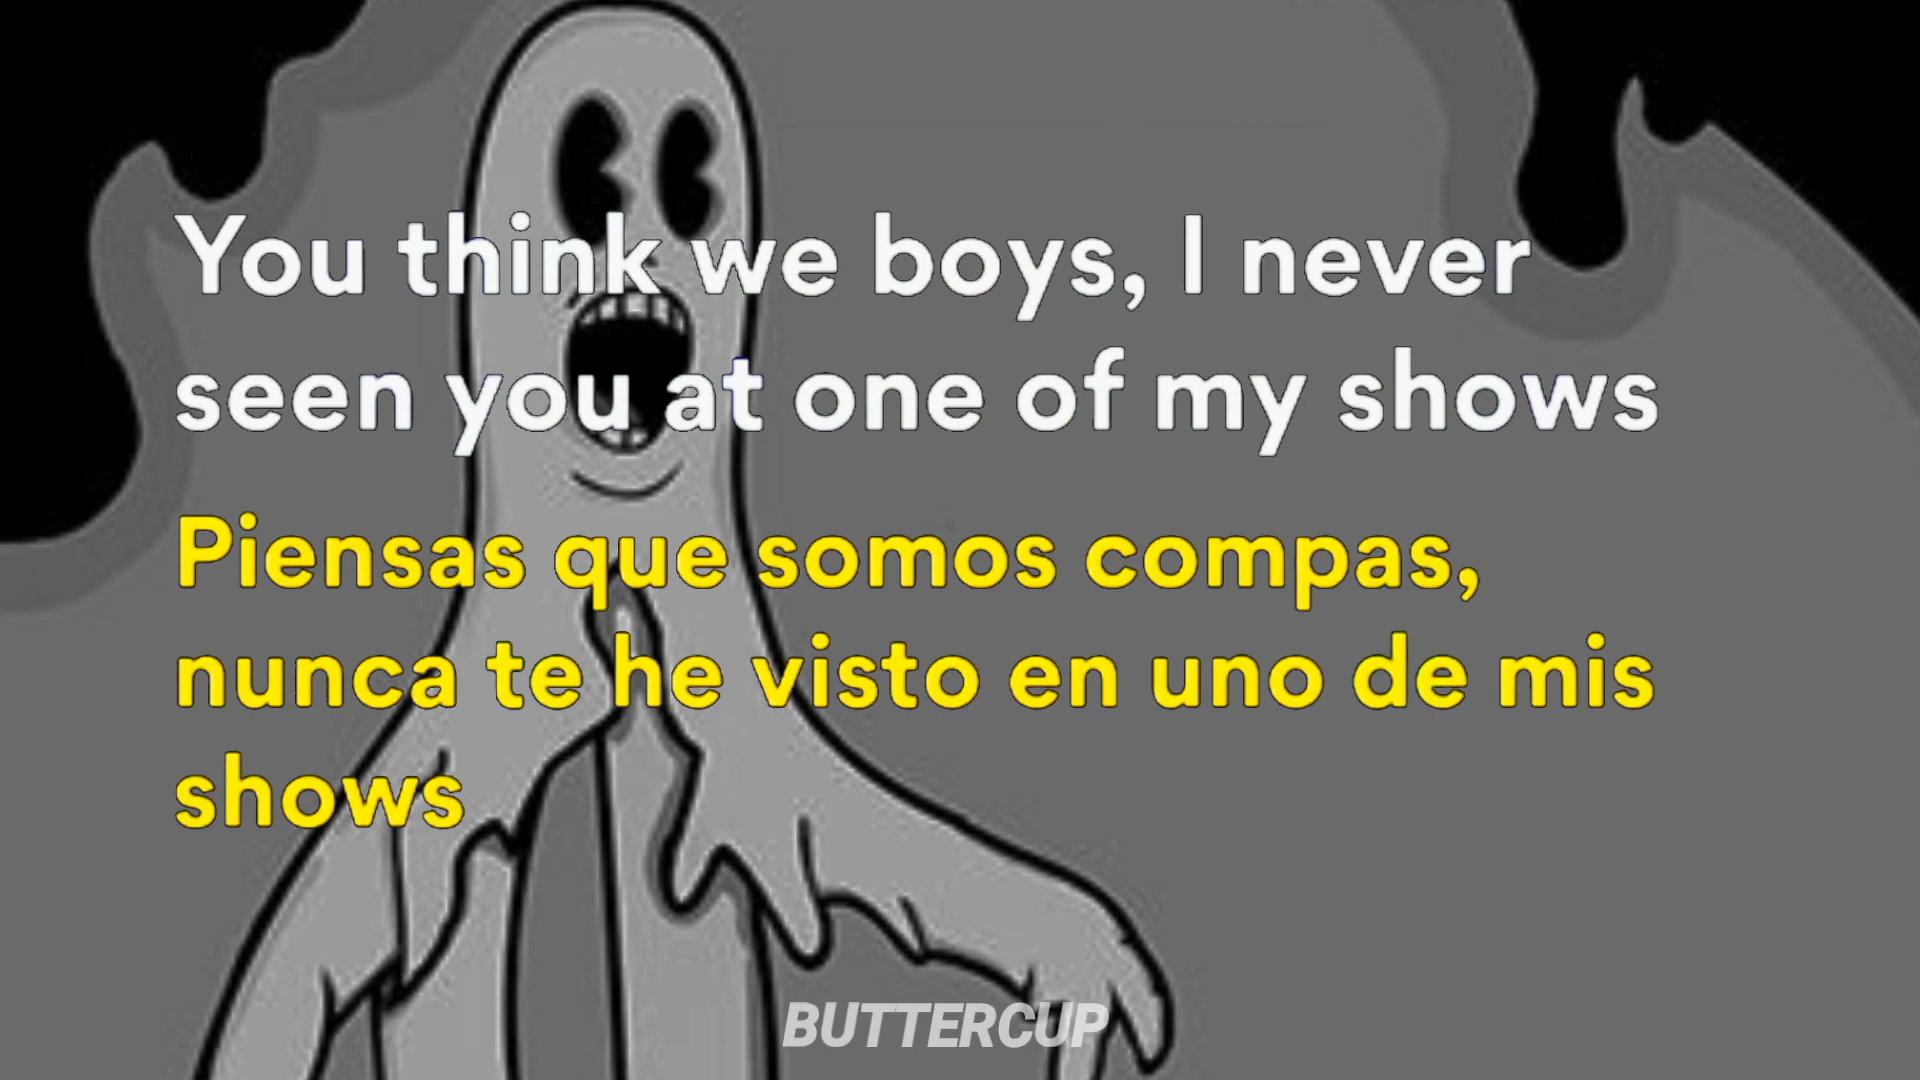 You think we boys, I never
seen you at one of my shows
Piensas que somos compas,
nunca te he visto en uno de mis
shows
BUTTERCUP